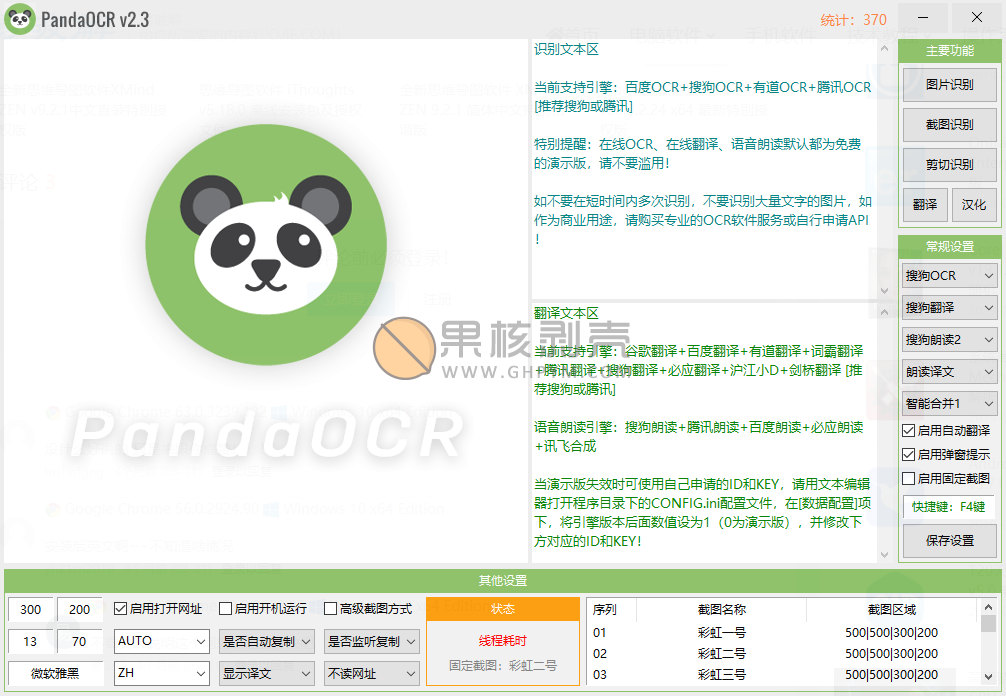 PandaOCR v2.3
统计：370
识别文本区
当前支持引擎：百度OCR+搜狗OCR+有道OCR+腾讯OCR
[推荐搜狗或腾讯]
特别提醒：在线OCR、在线翻译、语音朗读默认都为免费
的演示版，请不要滥用！
如不要在短时间内多次识别，不要识别大量文字的图片，如
作为商业用途，请购买专业的OCR软件服务或自行申请API
！
翻译文本区
当前支持引擎：谷歌翻译+百度翻译+有道翻译+词霸翻译
+腾讯翻译+搜狗翻译+必应翻译+沪江小D+剑桥翻译 [推
荐搜狗或腾讯]
语音朗读引擎：搜狗朗读+腾讯朗读+百度朗读+必应朗读
+讯飞合成
当演示版失效时可使用自己申请的ID和KEY，请用文本编辑
器打开程序目录下的CONFIG.ini配置文件，在[数据配置]项
下，将引擎版本后面数值设为1（0为演示版），并修改下
方对应的ID和KEY！
PandaOCR
果核剥壳
WWW.GHPYM.COM
主要功能
图片识别
截图识别
剪切识别
翻译 汉化
常规设置
搜狗OCR
搜狗翻译
搜狗朗读2
朗读译文
智能合并1
启用自动翻译
启用弹窗提示
启用固定截图
快捷键：F4键
保存设置
其他设置
300 200 启用打开网址 启用开机运行 高级截图方式
13 70 AUTO 是否自动复制 是否监听复制
微软雅黑 ZH 显示译文 不读网址
状态
线程耗时
固定截图：彩虹二号
序列 截图名称 截图区域
01 彩虹一号 500|500|300|200
02 彩虹二号 500|500|300|200
03 彩虹三号 500|500|300|200